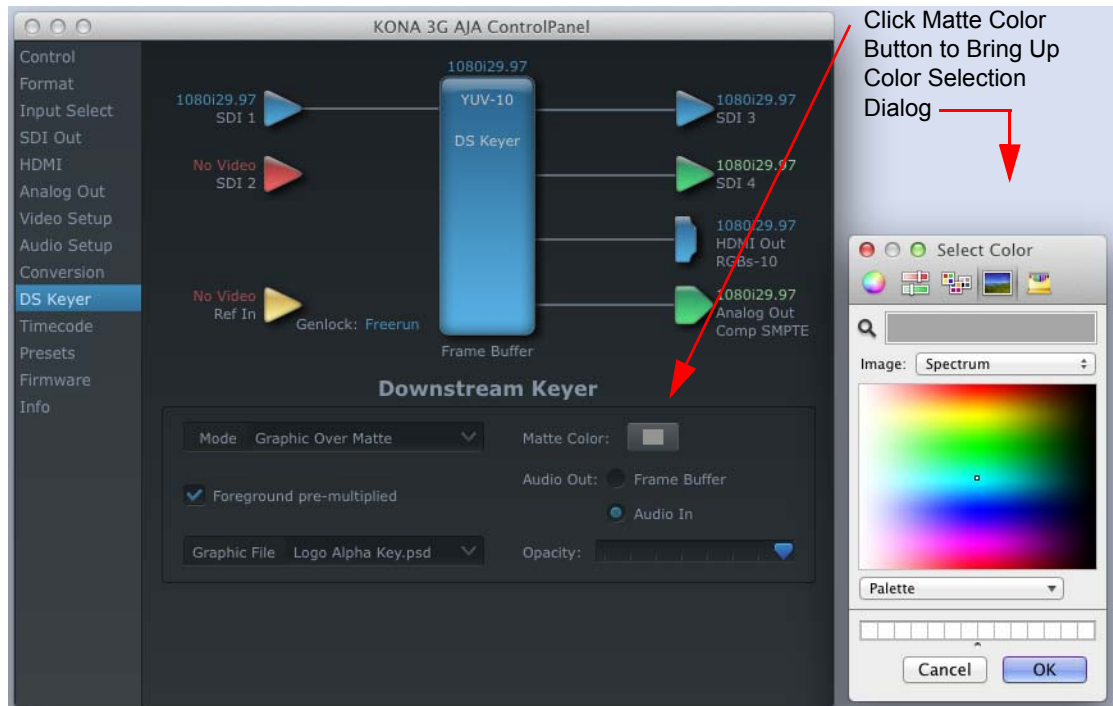 KONA 3G AJA ControlPanel
Control
Format
Input Select
SDI Out
HDMI
Analog Out
Video Setup
Audio Setup
Conversion
DS Keyer
Timecode
Presets
Firmware
Info
1080i29.97
YUV-10
DS Keyer
Frame Buffer
1080i29.97
SDI 1
No Video
SDI 2
No Video
Ref In
Genlock: Freerun
1080i29.97
SDI 3
1080i29.97
SDI 4
1080i29.97
HDMI Out
RGBs-10
1080i29.97
Analog Out
Comp SMPTE
Downstream Keyer
Mode Graphic Over Matte
Foreground pre-multiplied
Graphic File Logo Alpha Key.psd
Matte Color:
Audio Out: Frame Buffer
Audio In
Opacity:
Click Matte Color
Button to Bring Up
Color Selection
Dialog
Select Color
Image: Spectrum
Palette
Cancel OK